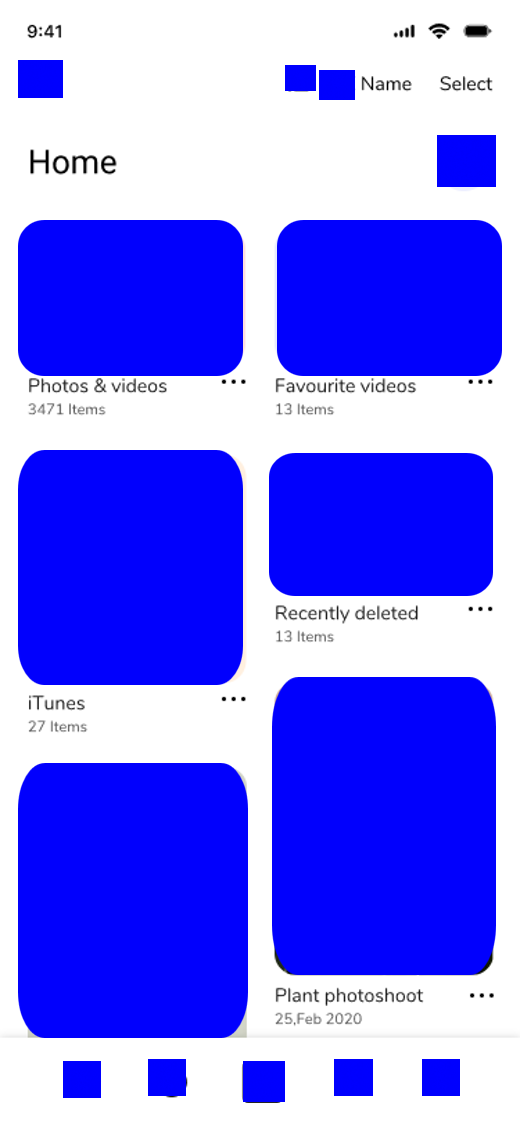 9:41
Name Select
Home
Photos & videos
3471 Items
Favourite videos
13 Items
Recently deleted
13 Items
iTunes
27 Items
Plant photoshoot
25,Feb 2020